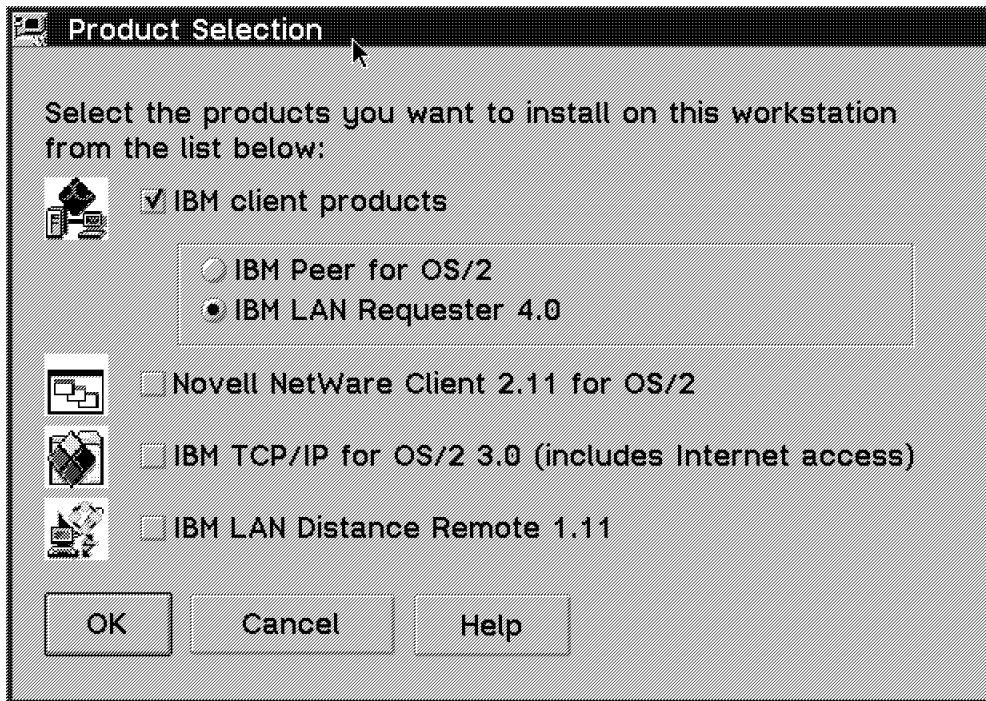 Product Selection
Select the products you want to install on this workstation
from the list below:
IBM client products
IBM Peer for OS/2
IBM LAN Requester 4.0
Novell NetWare Client 2.11 for OS/2
IBM TCP/IP for OS/2 3.0 (includes Internet access)
IBM LAN Distance Remote 1.11
OK Cancel Help